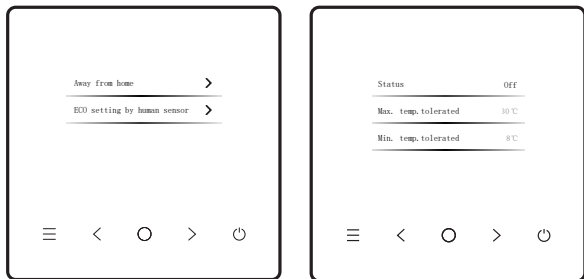 Away from home
ECO setting by human sensor
Status Off
Max. temp.tolerated 30℃
Min. temp.tolerated 8℃